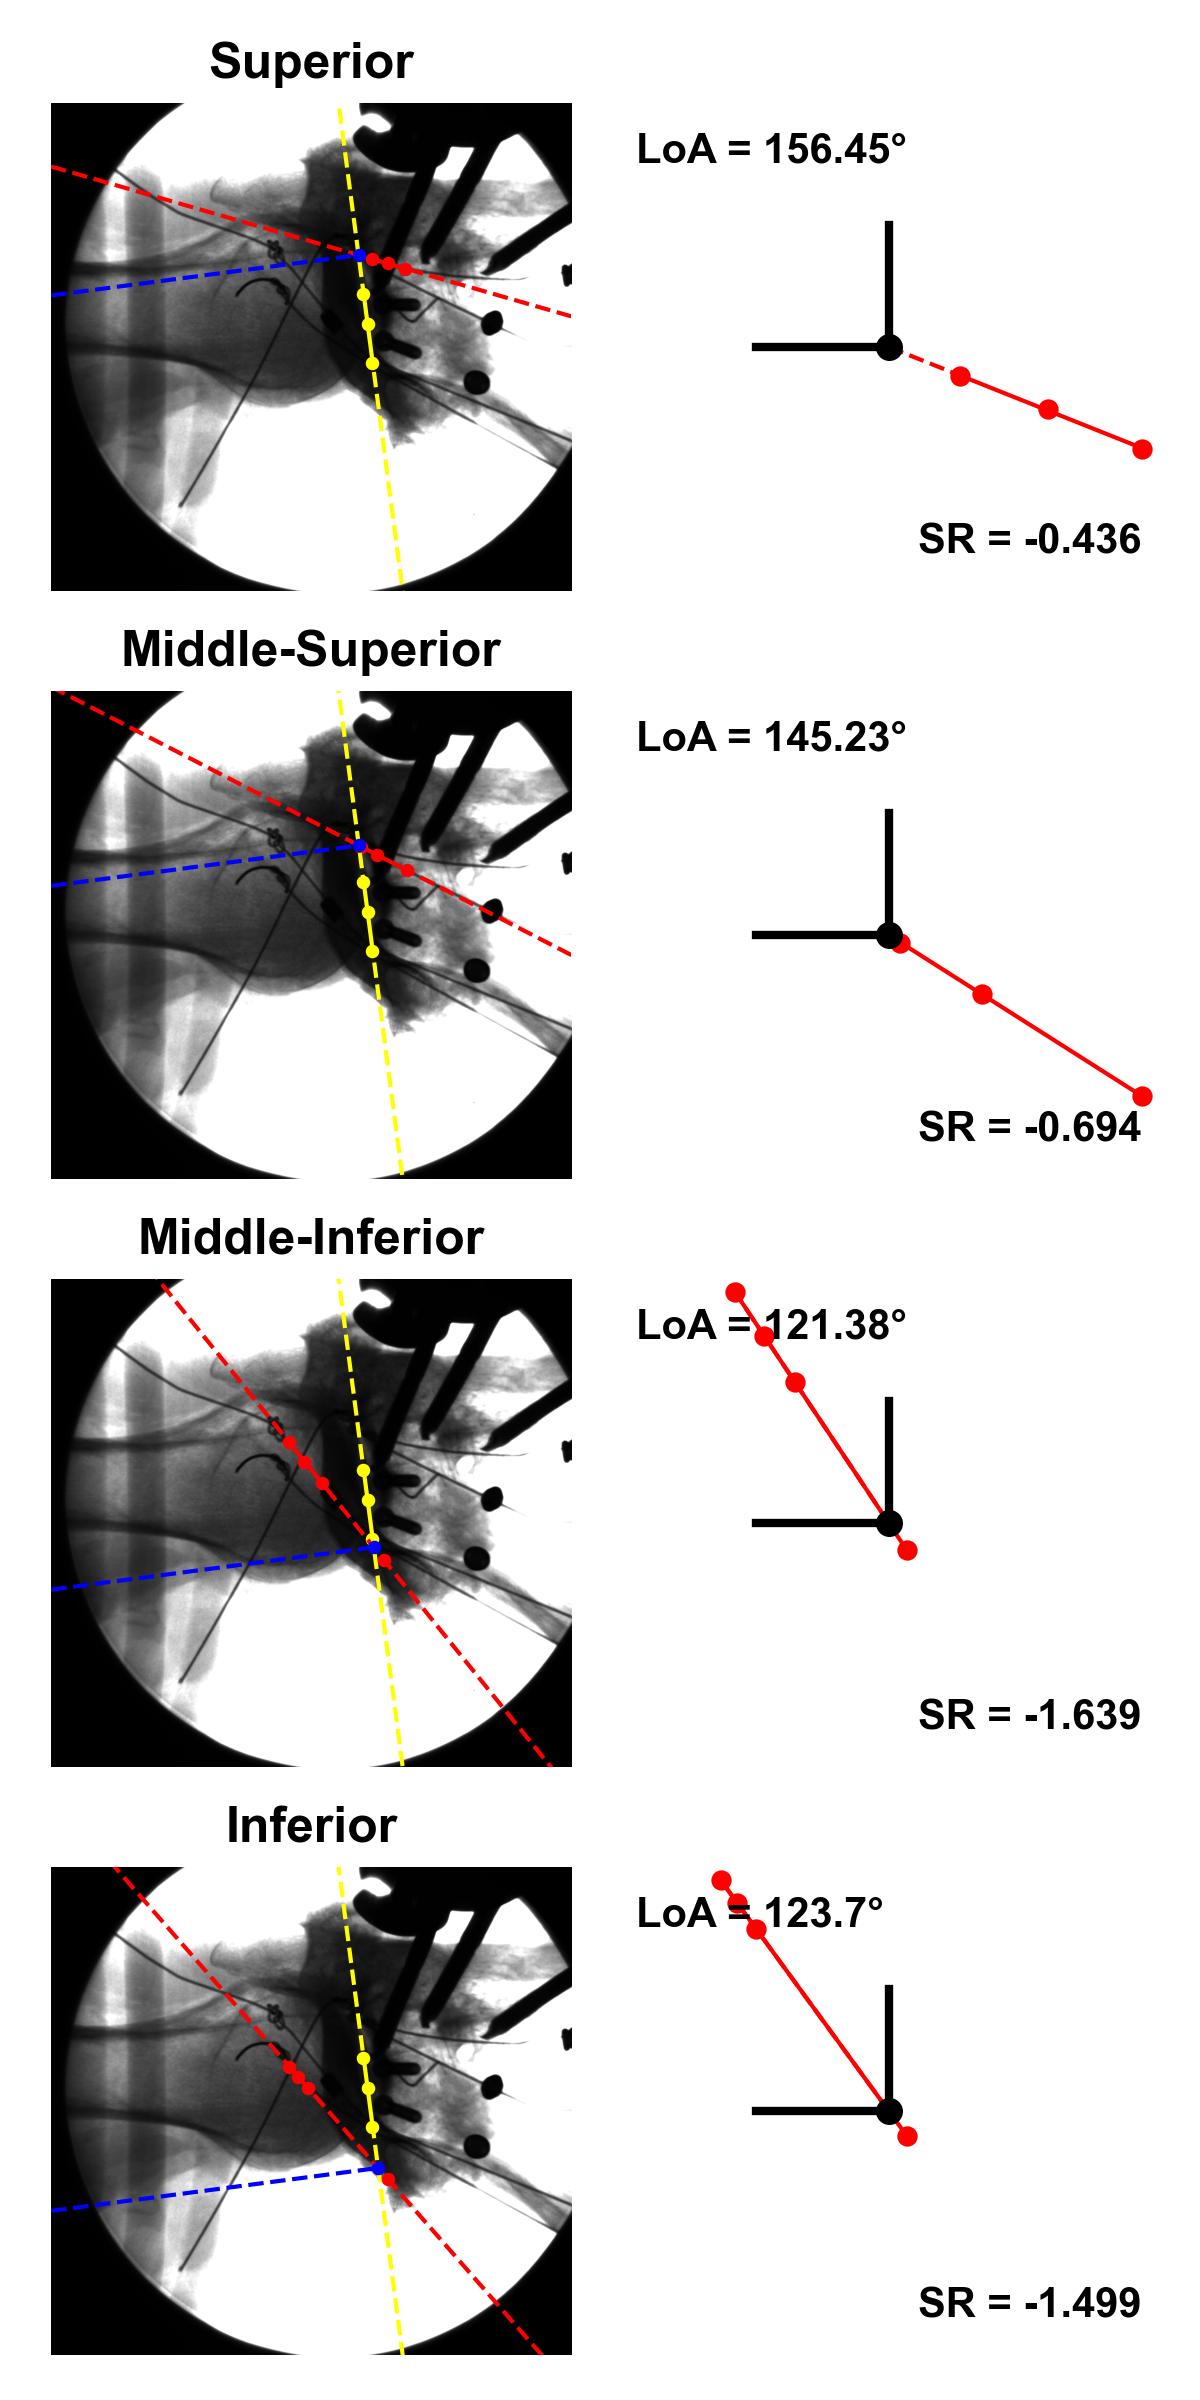 Superior
LoA = 156.45°
SR = -0.436
Middle-Superior
LoA = 145.23°
SR = -0.694
Middle-Inferior
LoA = 121.38°
SR = -1.639
Inferior
LoA = 123.7°
SR = -1.499